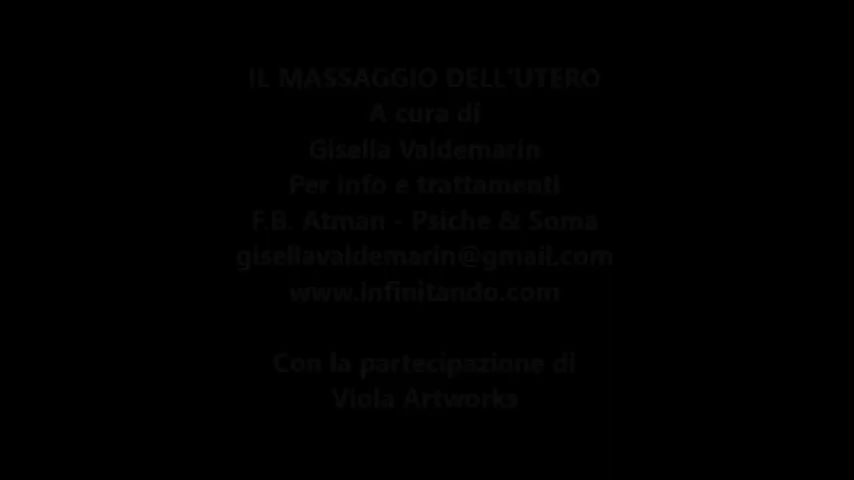 IL MASSAGGIO DELL'UTERO
A cura di
Gisella Valdemarin
Per info e trattamenti
F.B. Atman - Psiche & Soma
gisellavaldemarin@gmail.com
www.infinitando.com
Con la partecipazione di
Viola Artworks